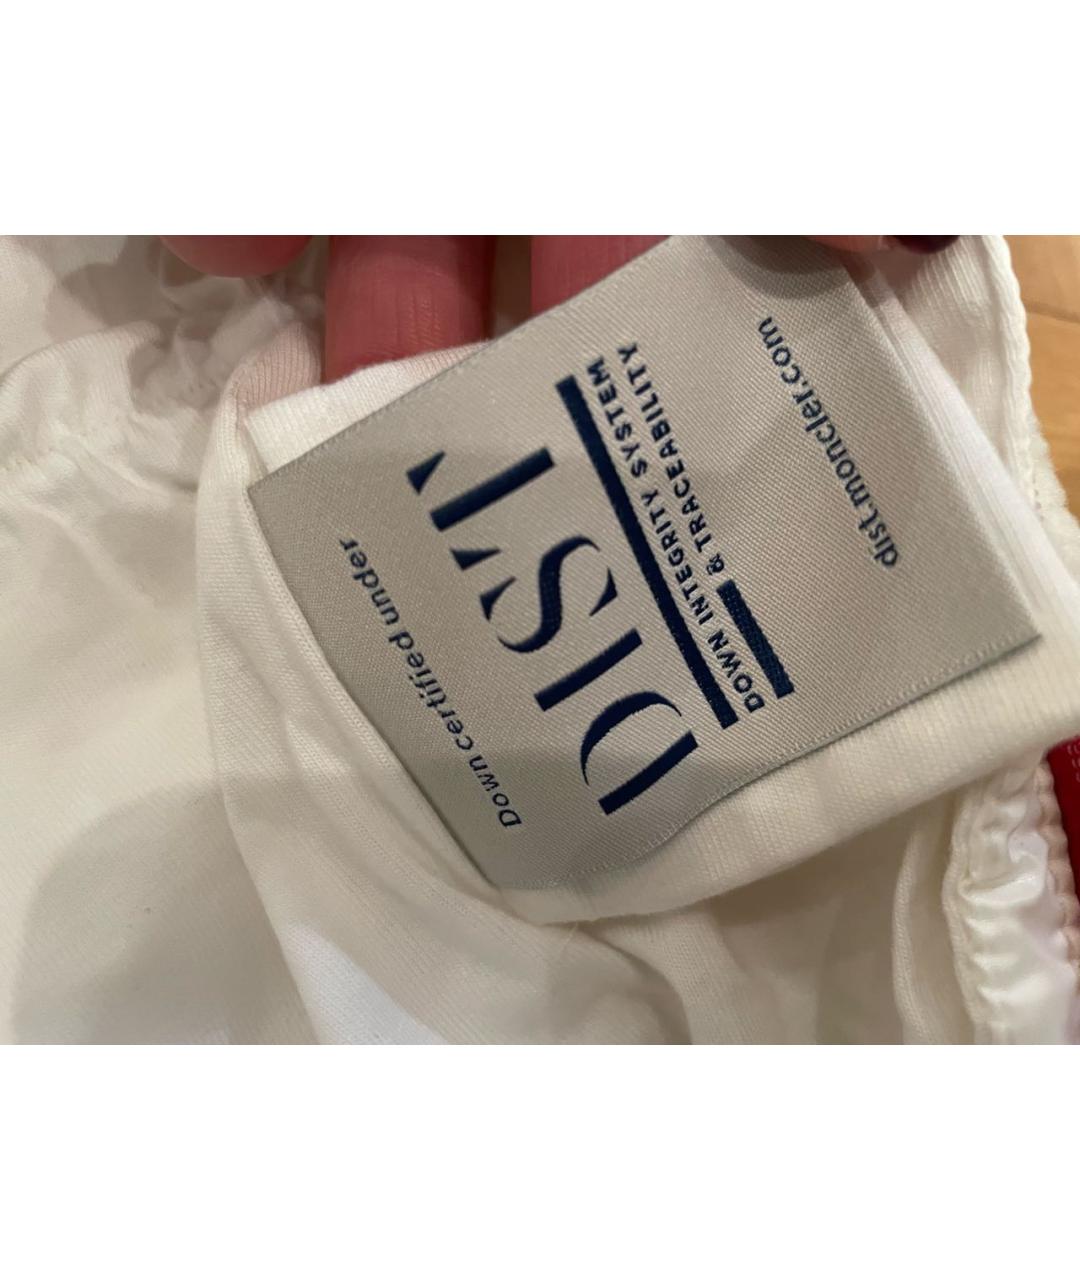 Down certified under
DIST
DOWN INTEGRITY SYSTEM
& TRACEABILITY
dist.moncler.com